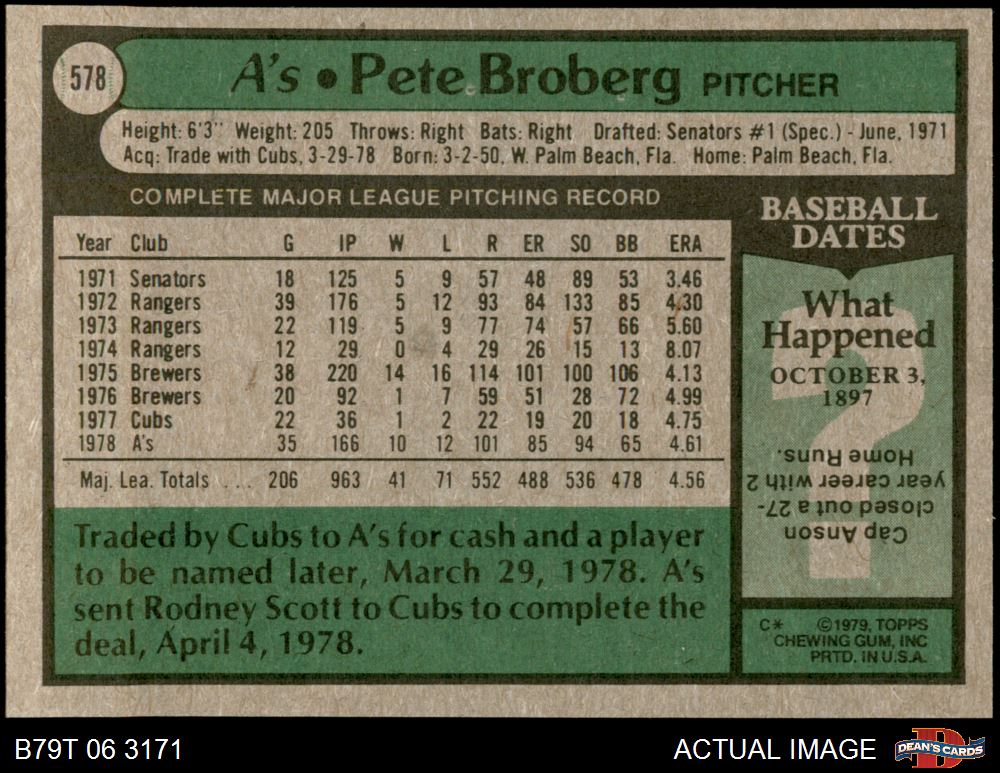 578
A's • Pete Broberg PITCHER
Height: 6'3" Weight: 205 Throws: Right Bats: Right Drafted: Senators #1 (Spec.) - June, 1971
Acq: Trade with Cubs, 3-29-78 Born: 3-2-50, W. Palm Beach, Fla. Home: Palm Beach, Fla.
COMPLETE MAJOR LEAGUE PITCHING RECORD
Year Club G IP W L R ER SO BB ERA
1971 Senators 18 125 5 9 57 48 89 53 3.46
1972 Rangers 39 176 5 12 93 84 133 85 4.30
1973 Rangers 22 119 5 9 77 74 57 66 5.60
1974 Rangers 12 29 0 4 29 26 15 13 8.07
1975 Brewers 38 220 14 16 114 101 100 106 4.13
1976 Brewers 20 92 1 7 59 51 28 72 4.99
1977 Cubs 22 36 1 2 22 19 20 18 4.75
1978 A's 35 166 10 12 101 85 94 65 4.61
Maj. Lea. Totals . . . 206 963 41 71 552 488 536 478 4.56
Traded by Cubs to A's for cash and a player
to be named later, March 29, 1978. A's
sent Rodney Scott to Cubs to complete the
deal, April 4, 1978.
BASEBALL
DATES
What
Happened
OCTOBER 3,
1897
Cap Anson
closed out a 27-
year career with 2
Home Runs.
C* ©1979, TOPPS
CHEWING GUM, INC
PRTD. IN U.S.A.
B79T 06 3171
ACTUAL IMAGE
DEAN'S CARDS